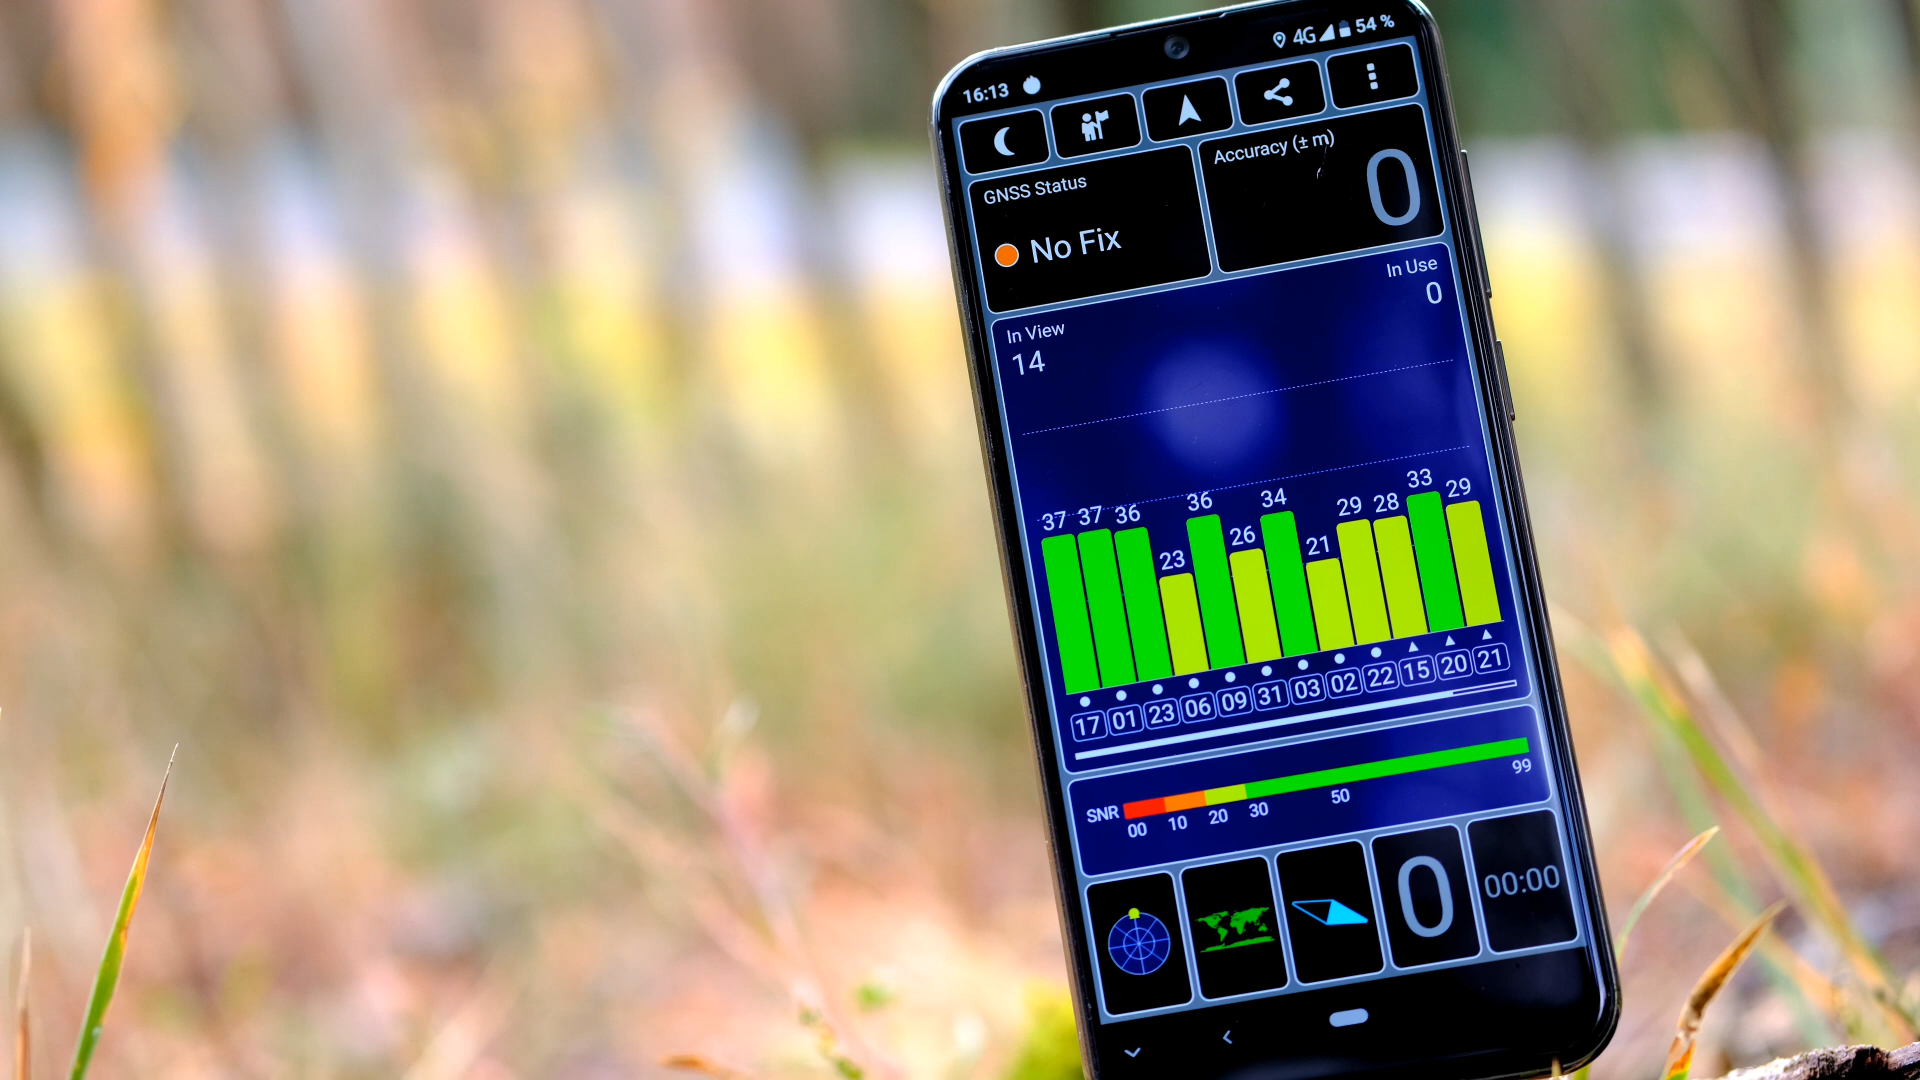 16:13 4G 54 %
GNSS Status
No Fix
Accuracy (± m)
0
In View
14
In Use
0
37 37 36 23 36 26 34 21 29 28 33 29
17 01 23 06 09 31 03 02 22 15 20 21
SNR
00 10 20 30 50 99
0
00:00